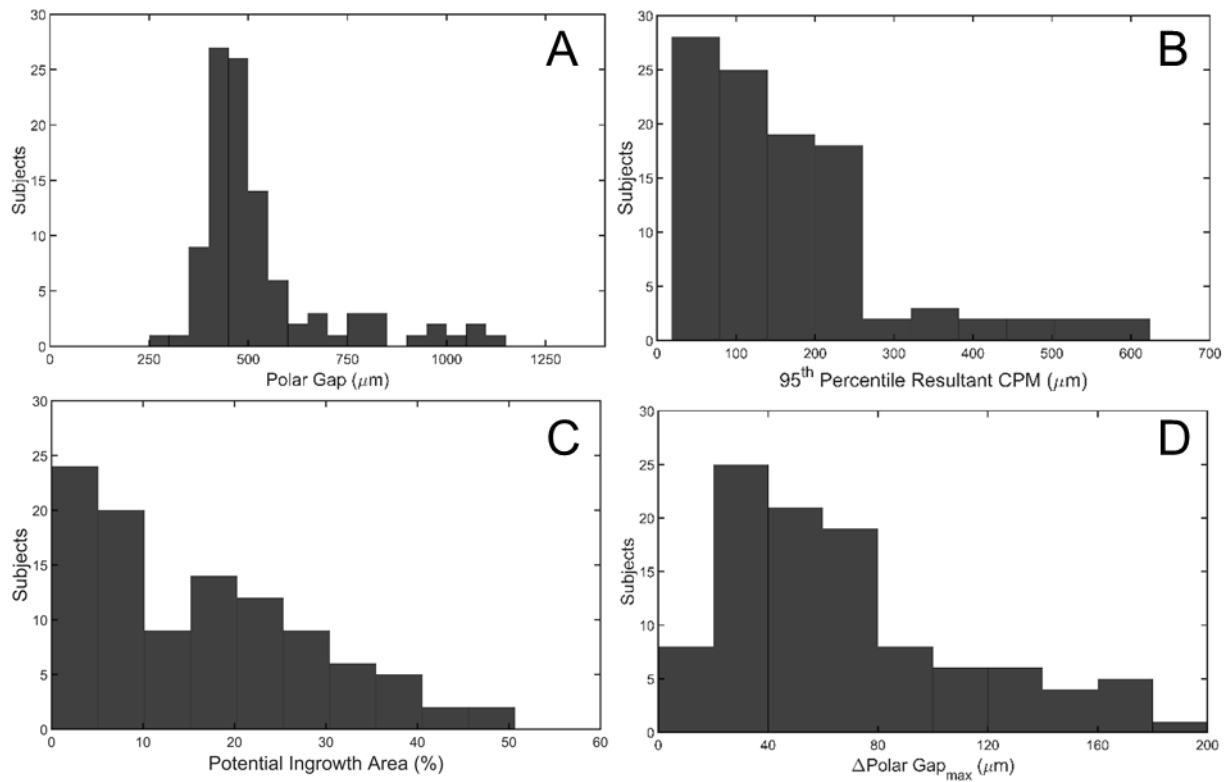 A
30
25
20
15
10
5
0
Subjects
0 250 500 750 1000 1250
Polar Gap (μm)
B
30
25
20
15
10
5
0
Subjects
0 100 200 300 400 500 600 700
95th Percentile Resultant CPM (μm)
C
30
25
20
15
10
5
0
Subjects
0 10 20 30 40 50 60
Potential Ingrowth Area (%)
D
30
25
20
15
10
5
0
Subjects
0 40 80 120 160 200
ΔPolar Gapmax (μm)